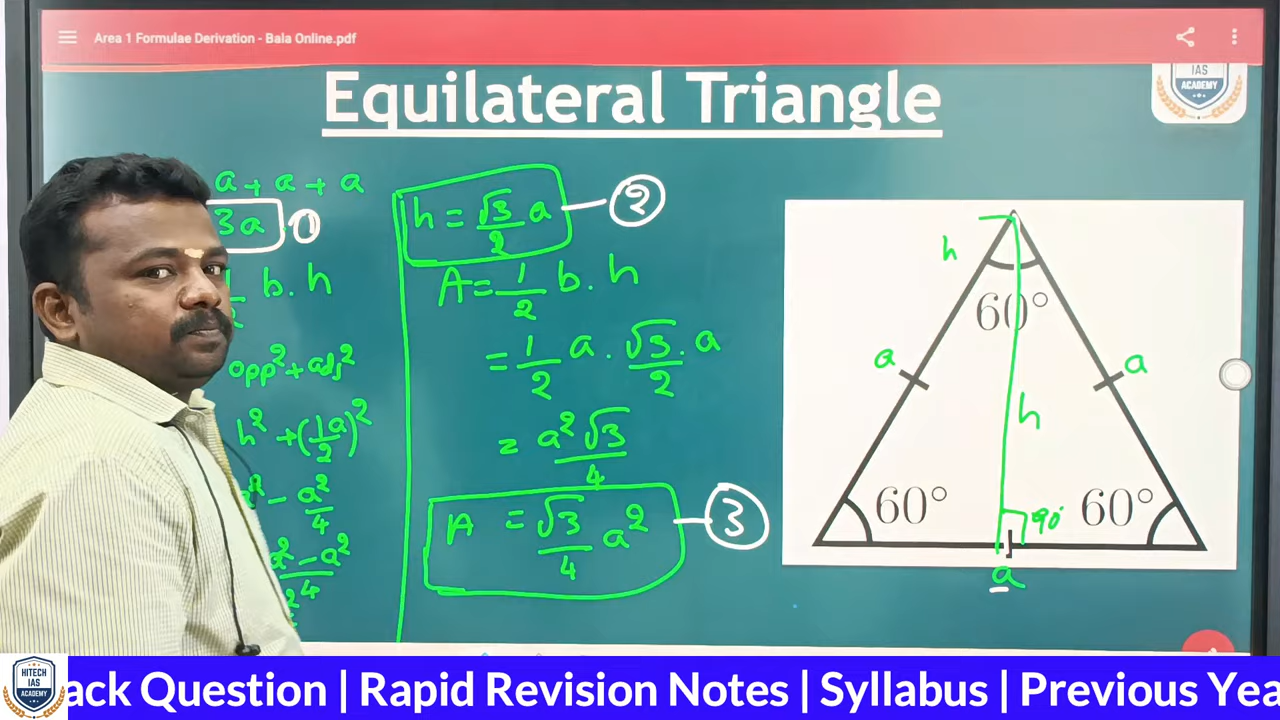 Area 1 Formulae Derivation - Bala Online.pdf
IAS
ACADEMY
Equilateral Triangle
a + a + a
3a ①
b . h
opp² + adj²
h² + (1/2 a)²
- a²/4
a² - a²
4
h = √3/2 a — ②
A = 1/2 b . h
= 1/2 a . √3/2 . a
= a²√3/4
A = √3/4 a² — ③
h
60°
a
a
h
60°
90°
60°
a
HITECH
IAS
ACADEMY
ack Question | Rapid Revision Notes | Syllabus | Previous Yea